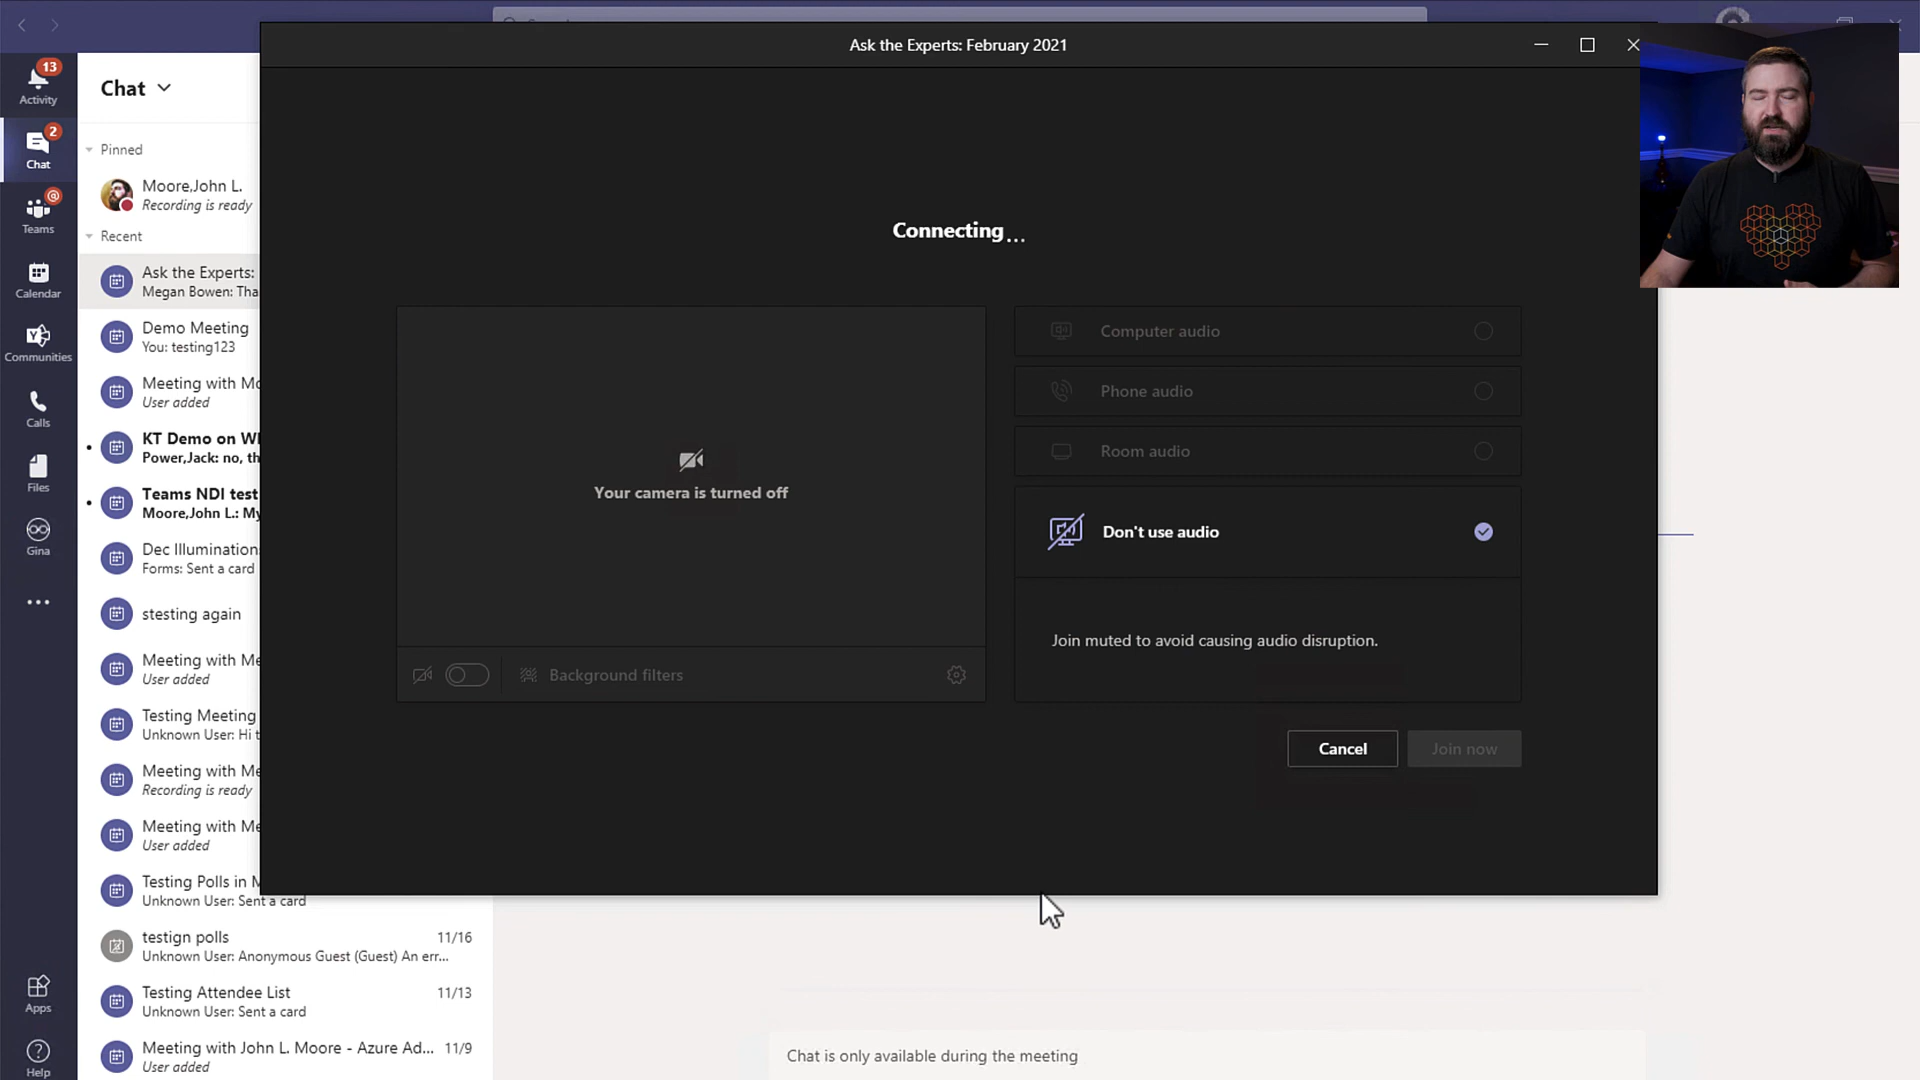 Ask the Experts: February 2021
13
Activity
2
Chat
@
Teams
Calendar
Communities
Calls
Files
Gina
Apps
Help
Chat
Pinned
Moore,John L.
Recording is ready
Recent
Ask the Experts:
Megan Bowen: Tha
Demo Meeting
You: testing123
Meeting with Mo
User added
KT Demo on W
Power,Jack: no, th
Teams NDI test
Moore,John L.: My
Dec Illuminations
Forms: Sent a card
stesting again
Meeting with Me
User added
Testing Meeting
Unknown User: Hi t
Meeting with Me
Recording is ready
Meeting with Me
User added
Testing Polls in M
Unknown User: Sent a card
testign polls 11/16
Unknown User: Anonymous Guest (Guest) An err...
Testing Attendee List 11/13
Unknown User: Sent a card
Meeting with John L. Moore - Azure Ad... 11/9
User added
Connecting...
Your camera is turned off
Background filters
Computer audio
Phone audio
Room audio
Don't use audio
Join muted to avoid causing audio disruption.
Cancel Join now
Chat is only available during the meeting